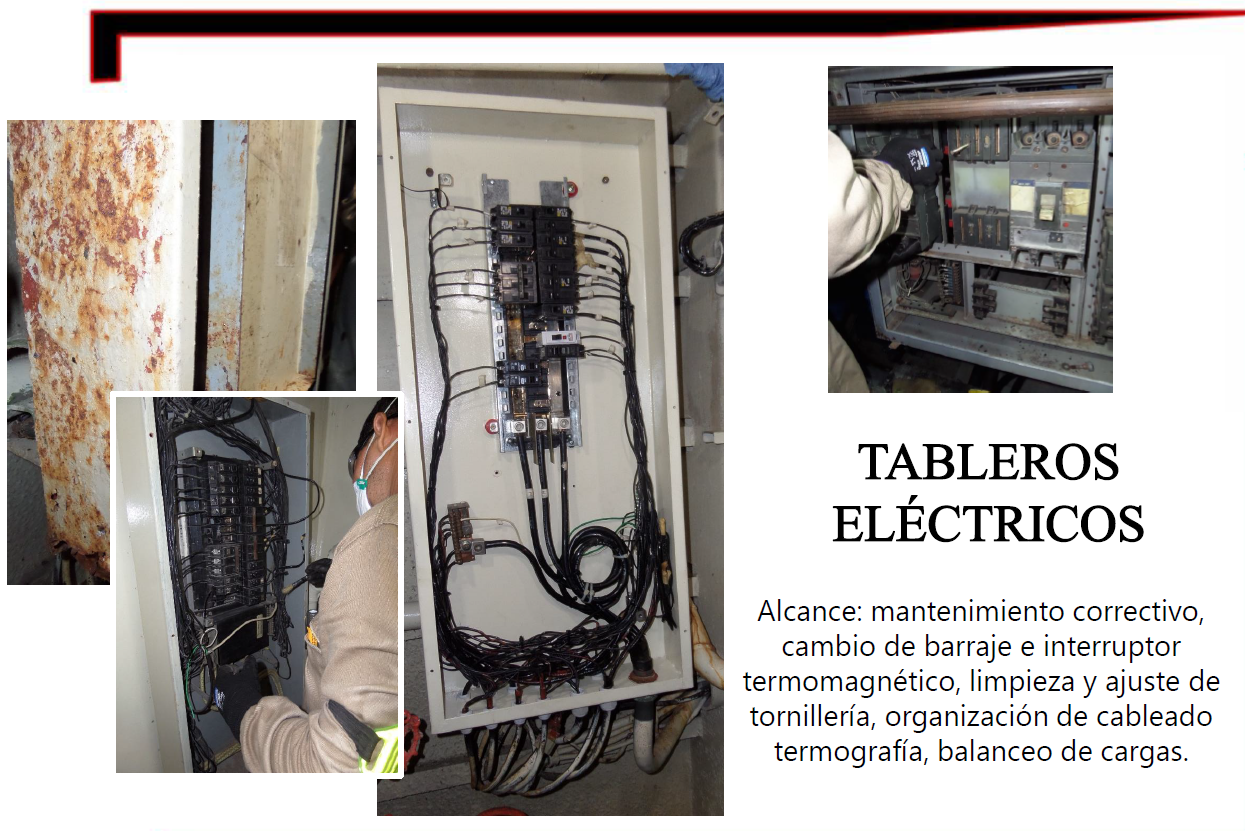 TABLEROS
ELÉCTRICOS
Alcance: mantenimiento correctivo,
cambio de barraje e interruptor
termomagnético, limpieza y ajuste de
tornillería, organización de cableado
termografía, balanceo de cargas.